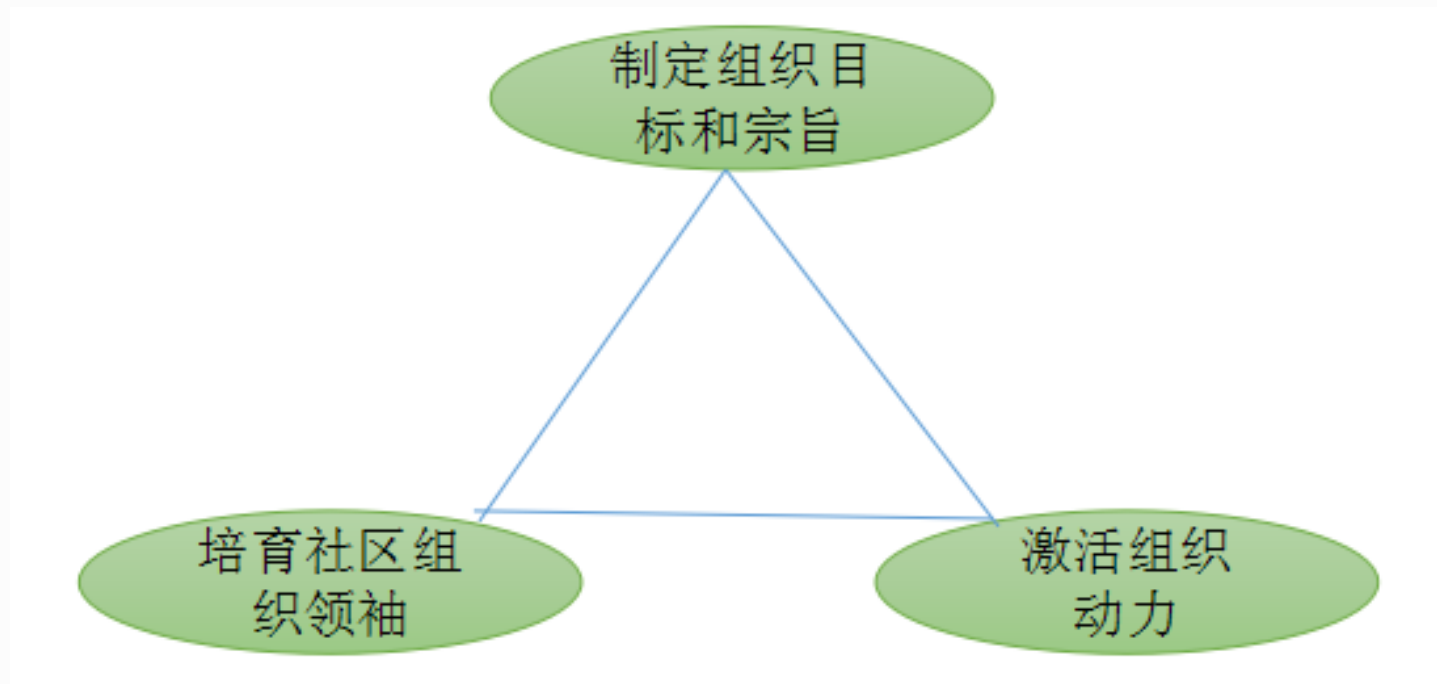 制定组织目
标和宗旨
培育社区组
织领袖
激活组织
动力